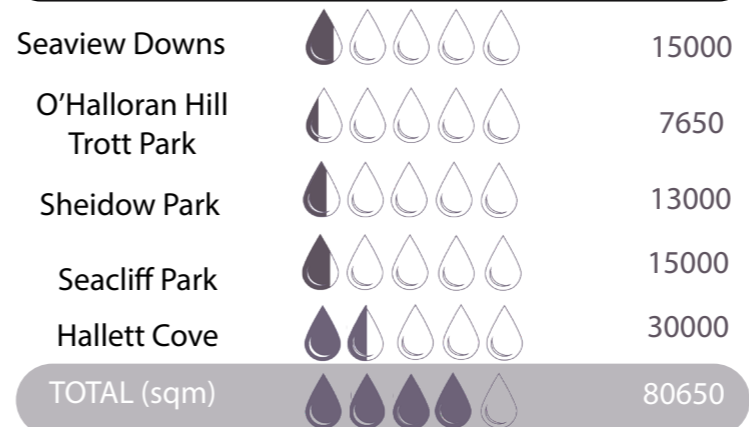 Seaview Downs 15000
O'Halloran Hill
Trott Park 7650
Sheidow Park 13000
Seacliff Park 15000
Hallett Cove 30000
TOTAL (sqm) 80650